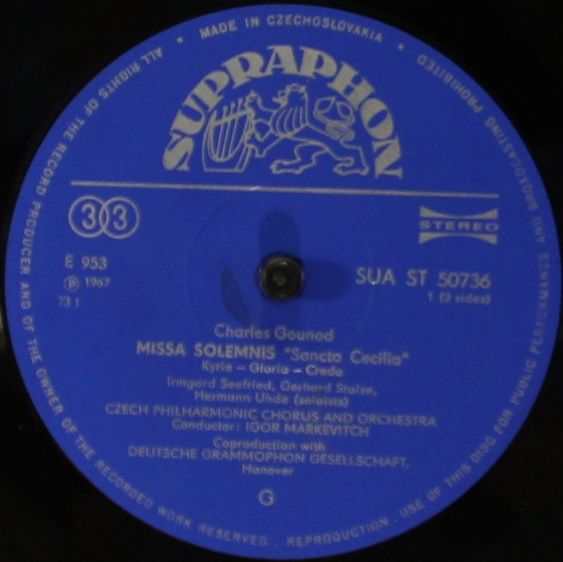 MADE IN CZECHOSLOVAKIA
SUPRAPHON
33
STEREO
E 953
SUA ST 50736
℗ 1967
1 (2 sides)
73 1
Charles Gounod
MISSA SOLEMNIS "Sancta Cecilia"
Kyrie – Gloria – Credo
Irmgard Seefried, Gerhard Stolze,
Hermann Uhde (soloists)
CZECH PHILHARMONIC CHORUS AND ORCHESTRA
Conductor: IGOR MARKEVITCH
Coproduction with
DEUTSCHE GRAMMOPHON GESELLSCHAFT,
Hanover
G
ALL RIGHTS OF THE RECORD PRODUCER AND OF THE OWNER OF THE RECORDED WORK RESERVED . REPRODUCTION . USE OF THIS DISC FOR PUBLIC PERFORMANCE AND BROADCASTING PROHIBITED